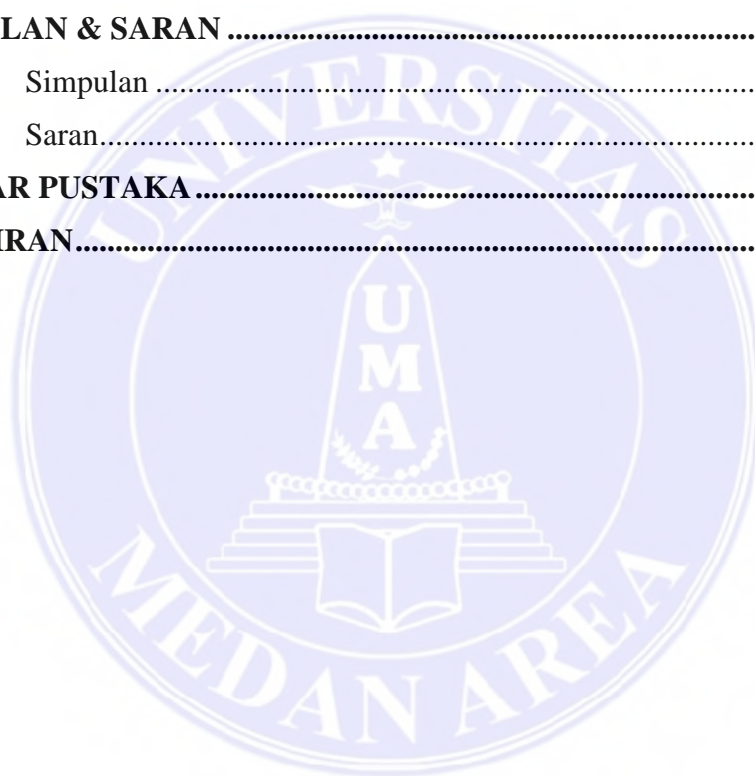 LAN & SARAN ..................................................................
Simpulan ...........................................................................
Saran..................................................................................
AR PUSTAKA ...................................................................
IRAN.....................................................................................
UNIVERSITAS
U
M
A
MEDAN AREA